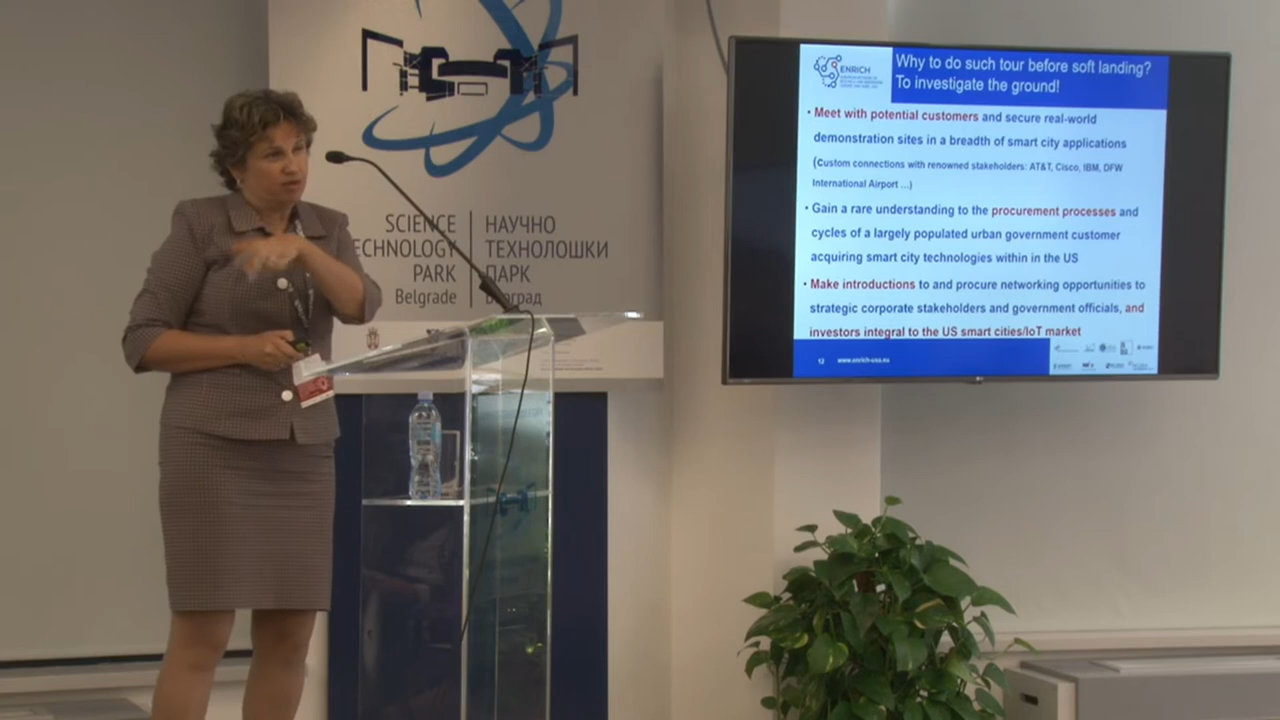 SCIENCE
TECHNOLOGY
PARK
Belgrade
НАУЧНО
ТЕХНОЛОШКИ
ПАРК
Београд
ENRICH
Why to do such tour before soft landing?
To investigate the ground!
• Meet with potential customers and secure real-world
demonstration sites in a breadth of smart city applications
(Custom connections with renowned stakeholders: AT&T, Cisco, IBM, DFW
International Airport ...)
• Gain a rare understanding to the procurement processes and
cycles of a largely populated urban government customer
acquiring smart city technologies within in the US
• Make introductions to and procure networking opportunities to
strategic corporate stakeholders and government officials, and
investors integral to the US smart cities/IoT market
12 www.enrich-usa.eu